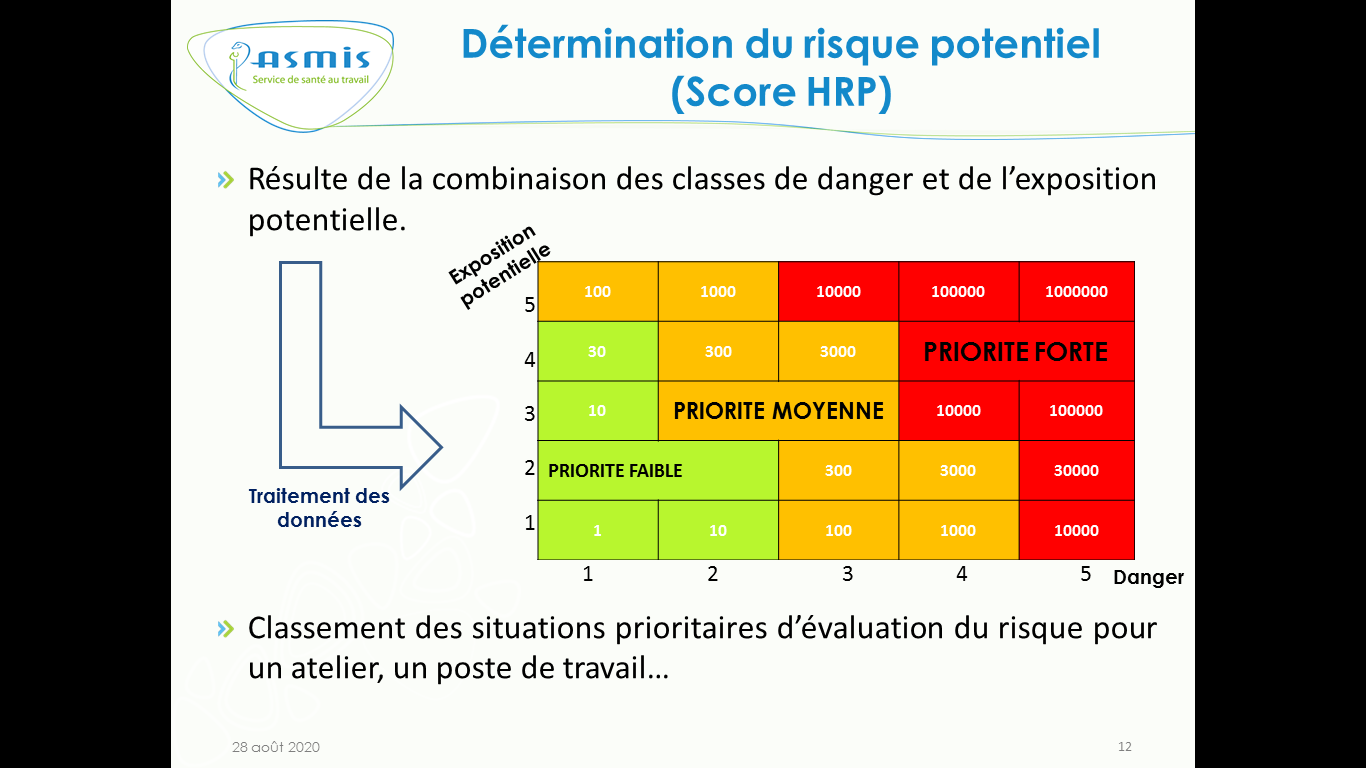 asmis
Service de santé au travail
Détermination du risque potentiel
(Score HRP)
Résulte de la combinaison des classes de danger et de l’exposition
potentielle.
Exposition
potentielle
5 100 1000 10000 100000 1000000
4 30 300 3000 PRIORITE FORTE
3 10 PRIORITE MOYENNE 10000 100000
2 PRIORITE FAIBLE 300 3000 30000
1 1 10 100 1000 10000
1 2 3 4 5 Danger
Traitement des
données
Classement des situations prioritaires d’évaluation du risque pour
un atelier, un poste de travail…
28 août 2020 12